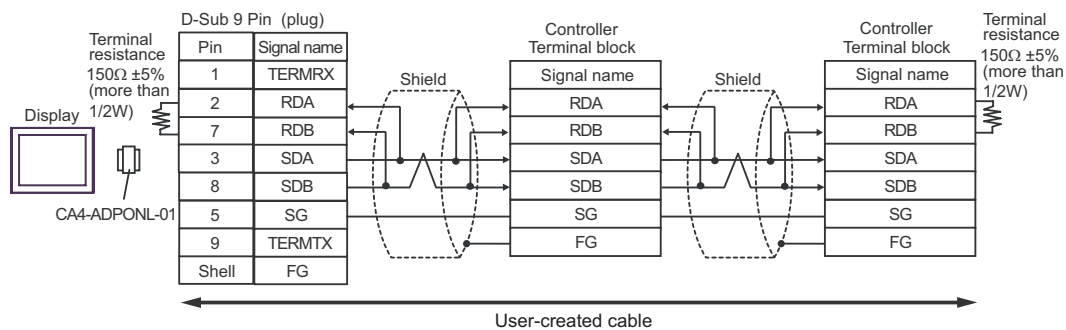 D-Sub 9 Pin (plug)
Terminal
resistance
150Ω ±5%
(more than
1/2W)
Display
CA4-ADPONL-01
Pin Signal name
1 TERMRX
2 RDA
7 RDB
3 SDA
8 SDB
5 SG
9 TERMTX
Shell FG
Shield
Controller
Terminal block
Signal name
RDA
RDB
SDA
SDB
SG
FG
Shield
Controller
Terminal block
Signal name
RDA
RDB
SDA
SDB
SG
FG
Terminal
resistance
150Ω ±5%
(more than
1/2W)
User-created cable